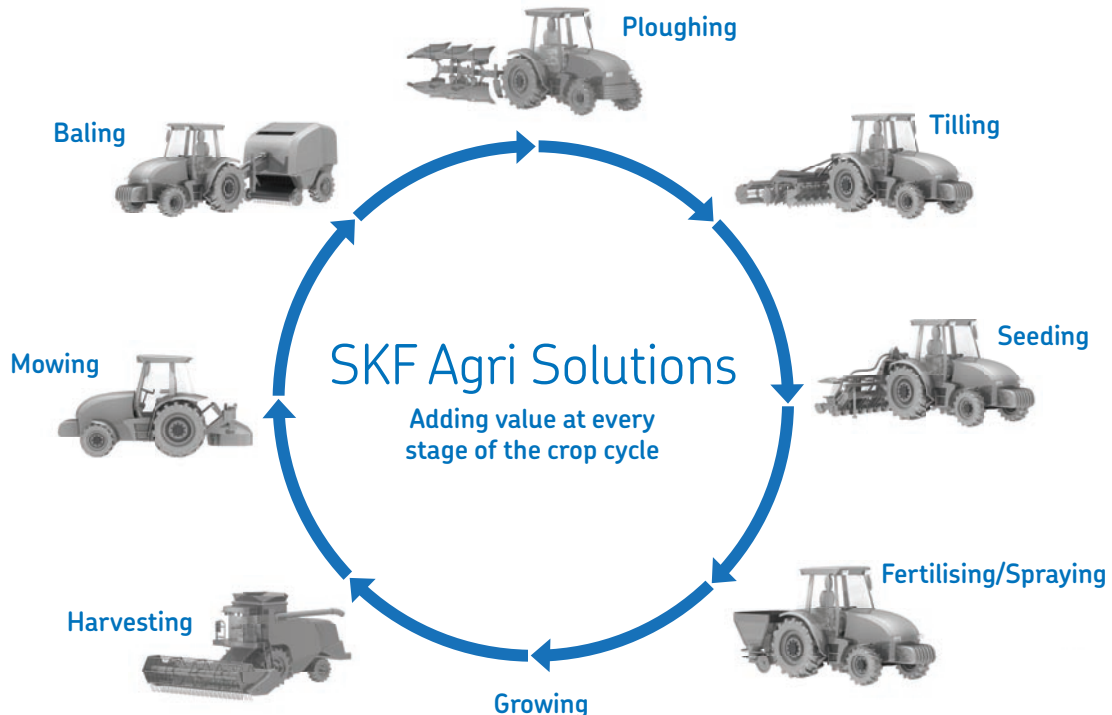 Ploughing
Baling
Tilling
Seeding
Mowing
SKF Agri Solutions
Adding value at every
stage of the crop cycle
Fertilising/Spraying
Harvesting
Growing